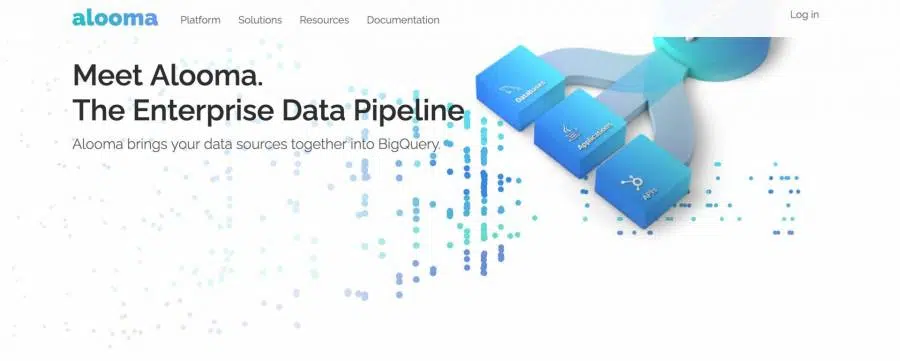 alooma Platform Solutions Resources Documentation Log in
Meet Alooma.
The Enterprise Data Pipeline
Alooma brings your data sources together into BigQuery.
Databases
Applications
APIs